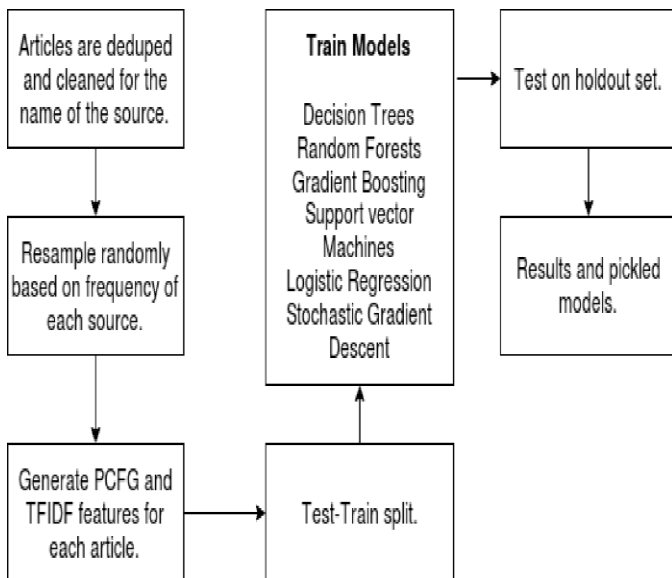 Articles are deduped
and cleaned for the
name of the source.
Resample randomly
based on frequency of
each source.
Generate PCFG and
TFIDF features for
each article.
Test-Train split.
Train Models
Decision Trees
Random Forests
Gradient Boosting
Support vector
Machines
Logistic Regression
Stochastic Gradient
Descent
Test on holdout set.
Results and pickled
models.